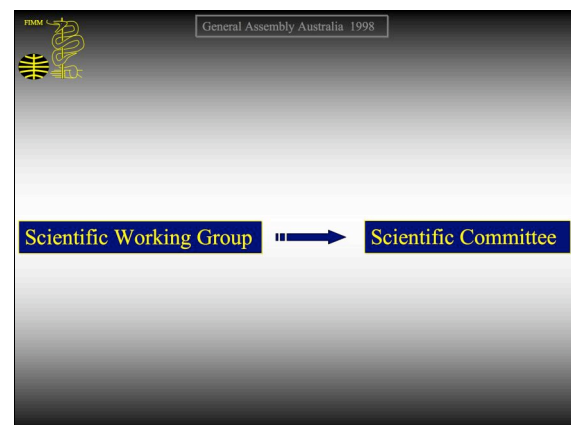 FIMM
General Assembly Australia 1998
Scientific Working Group
Scientific Committee